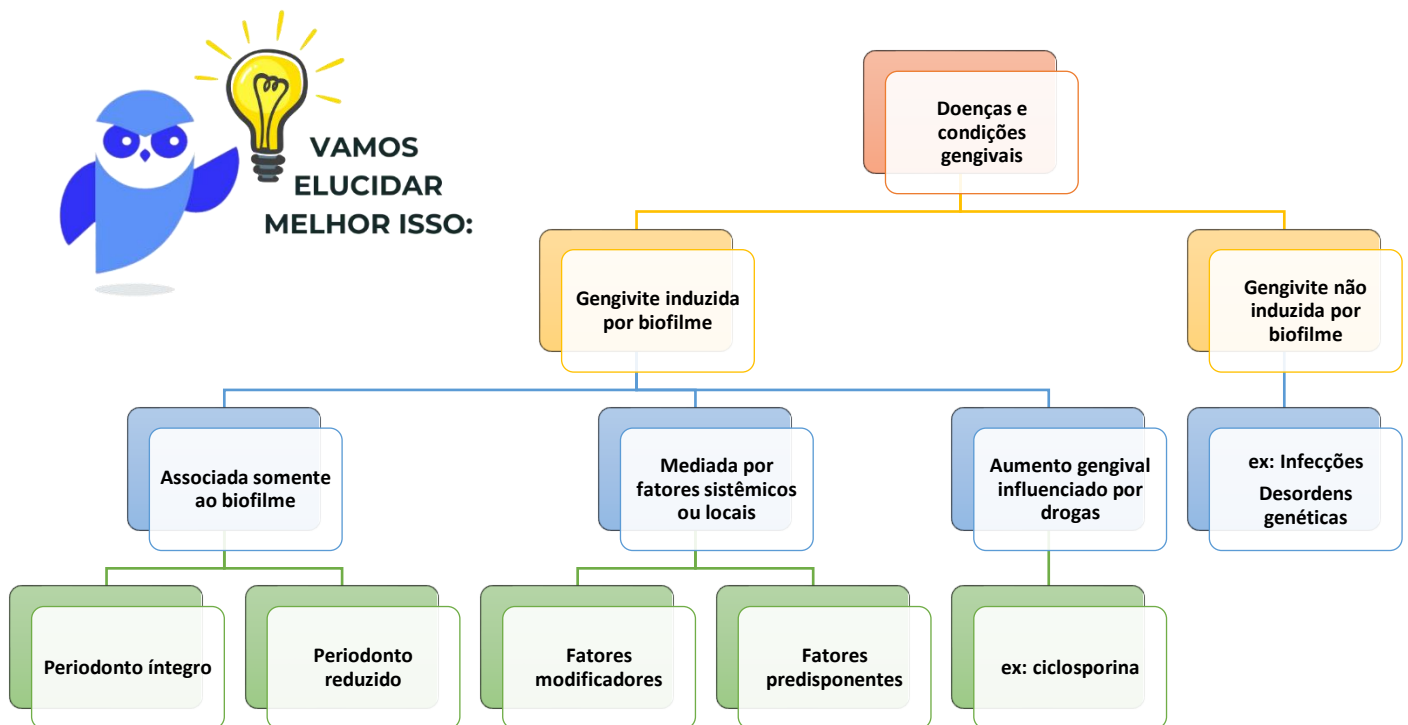 VAMOS
ELUCIDAR
MELHOR ISSO:
Doenças e
condições
gengivais
Gengivite induzida
por biofilme
Gengivite não
induzida por
biofilme
Associada somente
ao biofilme
Mediada por
fatores sistêmicos
ou locais
Aumento gengival
influenciado por
drogas
ex: Infecções
Desordens
genéticas
Periodonto íntegro
Periodonto
reduzido
Fatores
modificadores
Fatores
predisponentes
ex: ciclosporina